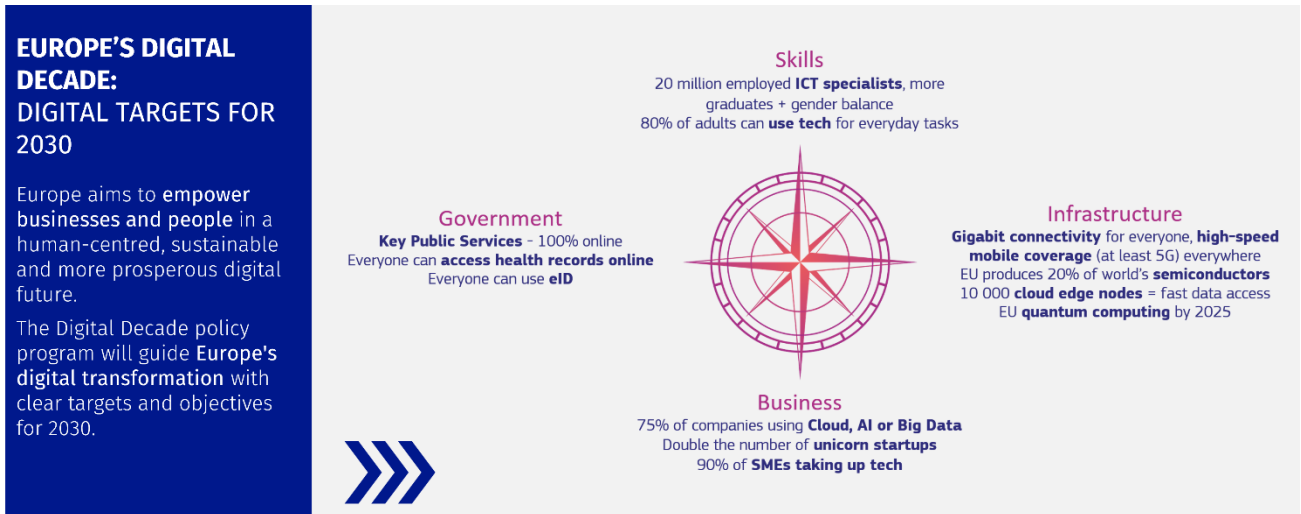 EUROPE'S DIGITAL
DECADE:
DIGITAL TARGETS FOR
2030
Europe aims to empower
businesses and people in a
human-centred, sustainable
and more prosperous digital
future.
The Digital Decade policy
program will guide Europe's
digital transformation with
clear targets and objectives
for 2030.
Skills
20 million employed ICT specialists, more
graduates + gender balance
80% of adults can use tech for everyday tasks
Government
Key Public Services - 100% online
Everyone can access health records online
Everyone can use eID
Infrastructure
Gigabit connectivity for everyone, high-speed
mobile coverage (at least 5G) everywhere
EU produces 20% of world's semiconductors
10 000 cloud edge nodes = fast data access
EU quantum computing by 2025
Business
75% of companies using Cloud, AI or Big Data
Double the number of unicorn startups
90% of SMEs taking up tech